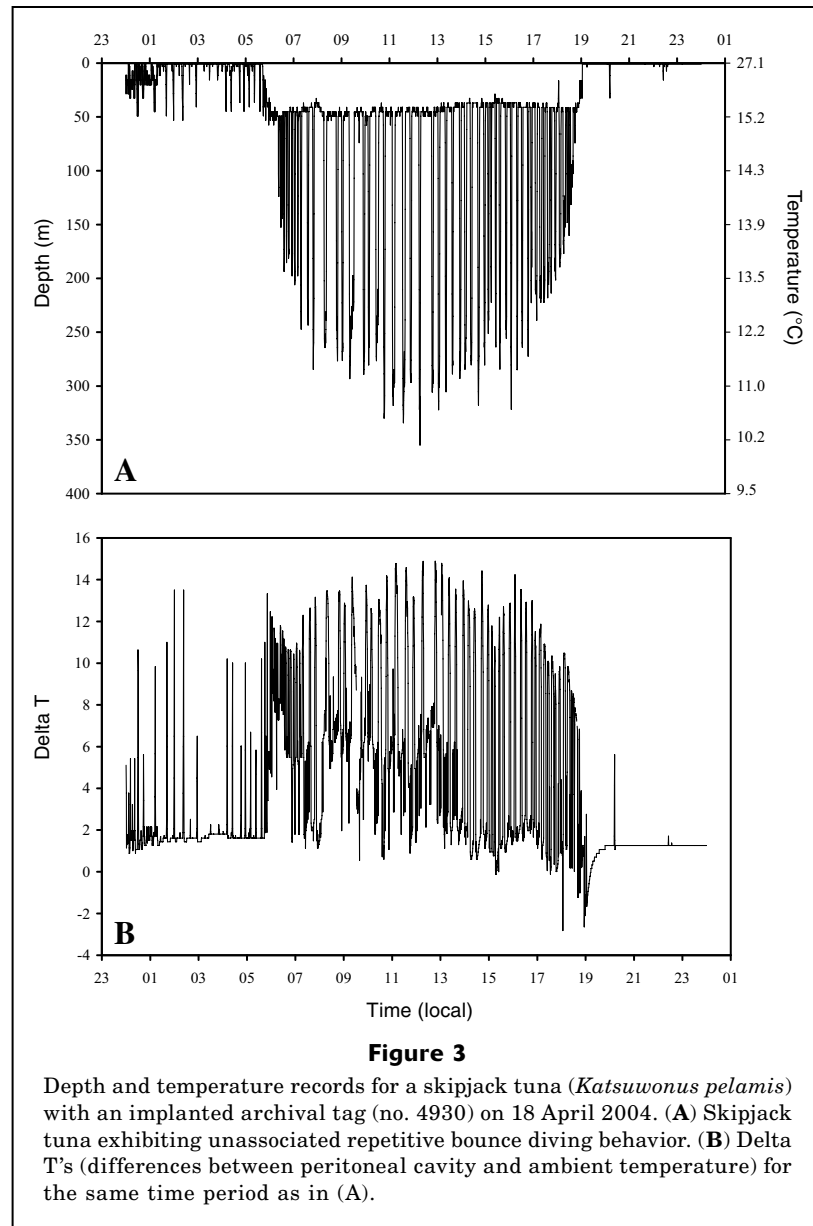 23 01 03 05 07 09 11 13 15 17 19 21 23 01
0 27.1
50 15.2
100 14.3
150 13.9
200 13.5
250 12.2
300 11.0
350 10.2
400 9.5
Depth (m)
Temperature (°C)
A
16
14
12
10
8
6
4
2
0
-2
-4
Delta T
B
23 01 03 05 07 09 11 13 15 17 19 21 23 01
Time (local)
Figure 3
Depth and temperature records for a skipjack tuna (Katsuwonus pelamis)
with an implanted archival tag (no. 4930) on 18 April 2004. (A) Skipjack
tuna exhibiting unassociated repetitive bounce diving behavior. (B) Delta
T's (differences between peritoneal cavity and ambient temperature) for
the same time period as in (A).